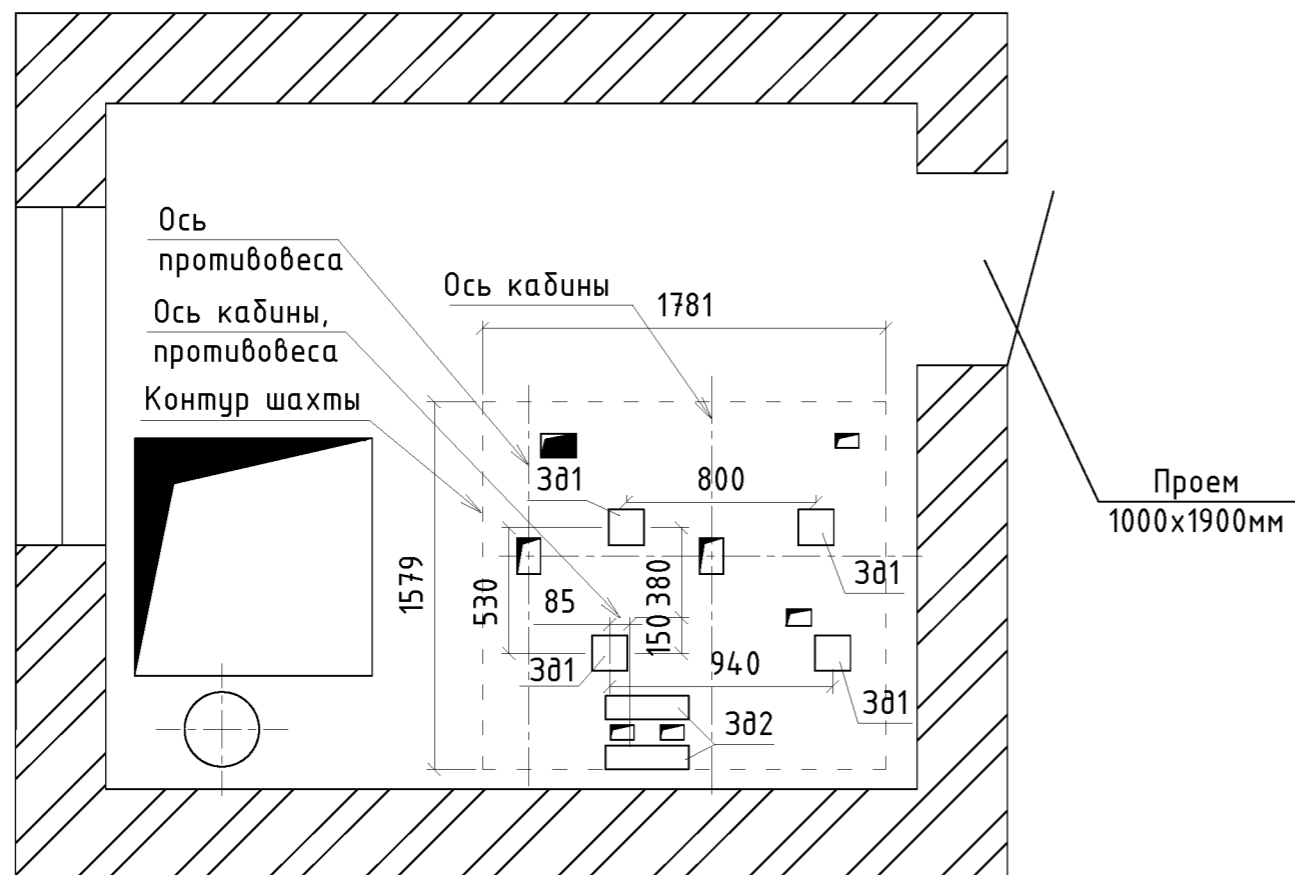 Ось
противовеса
Ось кабины
1781
Ось кабины,
противовеса
Контур шахты
Зд1
800
Проем
1000х1900мм
1579
530
85
380
150
Зд1
Зд1
940
Зд1
Зд2